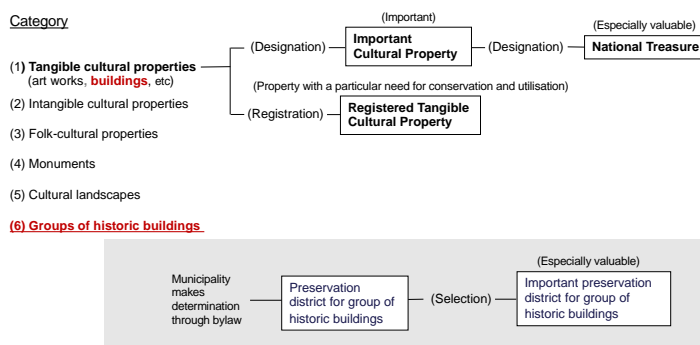 Category
(Important)
(Especially valuable)
(Designation)
Important
Cultural Property
(Designation)
National Treasure
(1) Tangible cultural properties
(art works, buildings, etc)
(Property with a particular need for conservation and utilisation)
(2) Intangible cultural properties
(Registration)
Registered Tangible
Cultural Property
(3) Folk-cultural properties
(4) Monuments
(5) Cultural landscapes
(6) Groups of historic buildings
(Especially valuable)
Municipality
makes
determination
through bylaw
Preservation
district for group of
historic buildings
(Selection)
Important preservation
district for group of
historic buildings